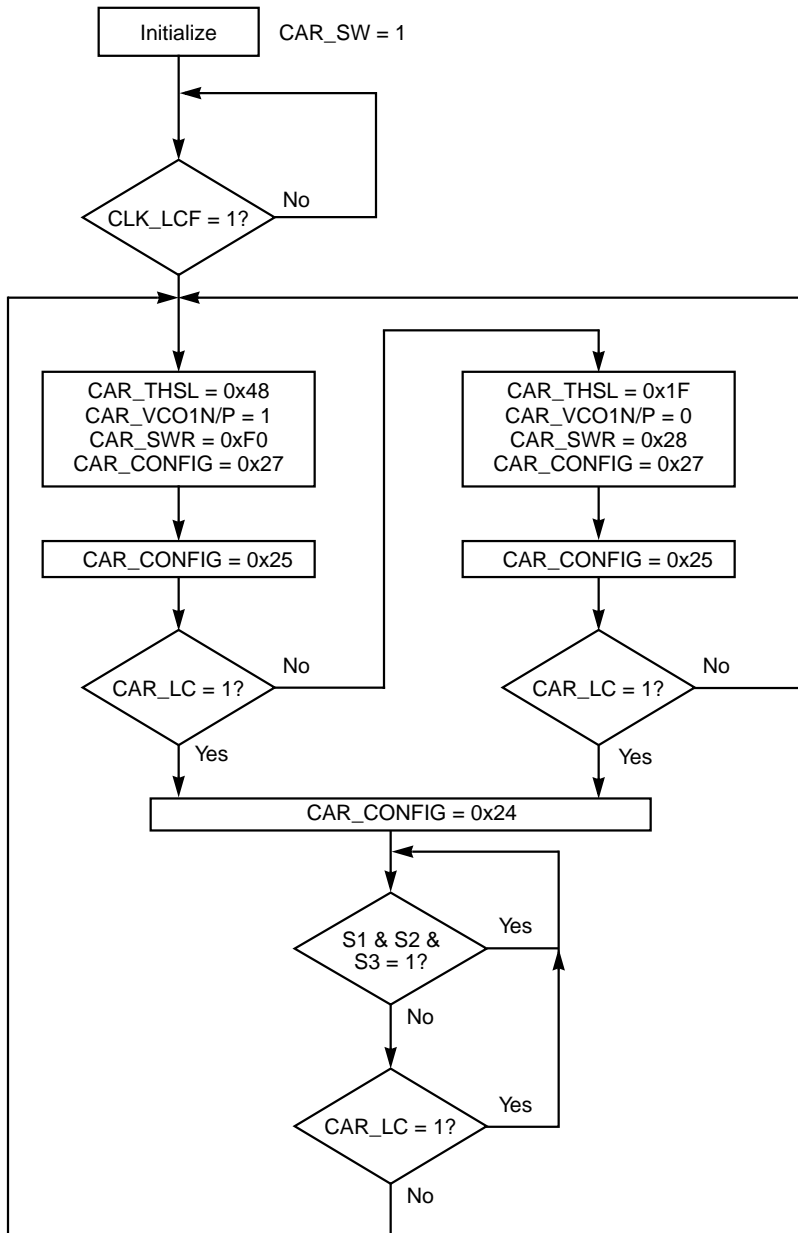 Initialize
CAR_SW = 1
No
CLK_LCF = 1?
CAR_THSL = 0x48
CAR_VCO1N/P = 1
CAR_SWR = 0xF0
CAR_CONFIG = 0x27
CAR_THSL = 0x1F
CAR_VCO1N/P = 0
CAR_SWR = 0x28
CAR_CONFIG = 0x27
CAR_CONFIG = 0x25
CAR_CONFIG = 0x25
No
CAR_LC = 1?
Yes
No
CAR_LC = 1?
Yes
CAR_CONFIG = 0x24
S1 & S2 &
S3 = 1?
Yes
No
CAR_LC = 1?
Yes
No